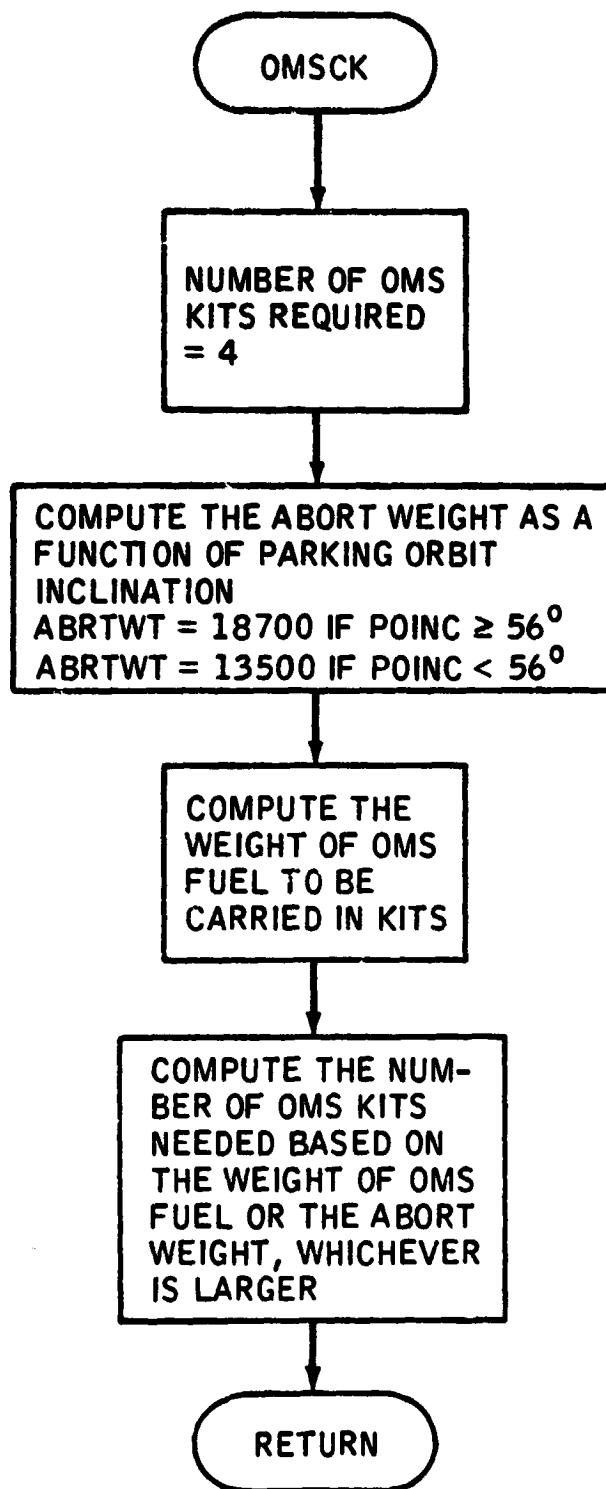 OMSCK
NUMBER OF OMS
KITS REQUIRED
= 4
COMPUTE THE ABORT WEIGHT AS A
FUNCTION OF PARKING ORBIT
INCLINATION
ABRTWT = 18700 IF POINC ≥ 56⁰
ABRTWT = 13500 IF POINC < 56⁰
COMPUTE THE
WEIGHT OF OMS
FUEL TO BE
CARRIED IN KITS
COMPUTE THE NUM-
BER OF OMS KITS
NEEDED BASED ON
THE WEIGHT OF OMS
FUEL OR THE ABORT
WEIGHT, WHICHEVER
IS LARGER
RETURN